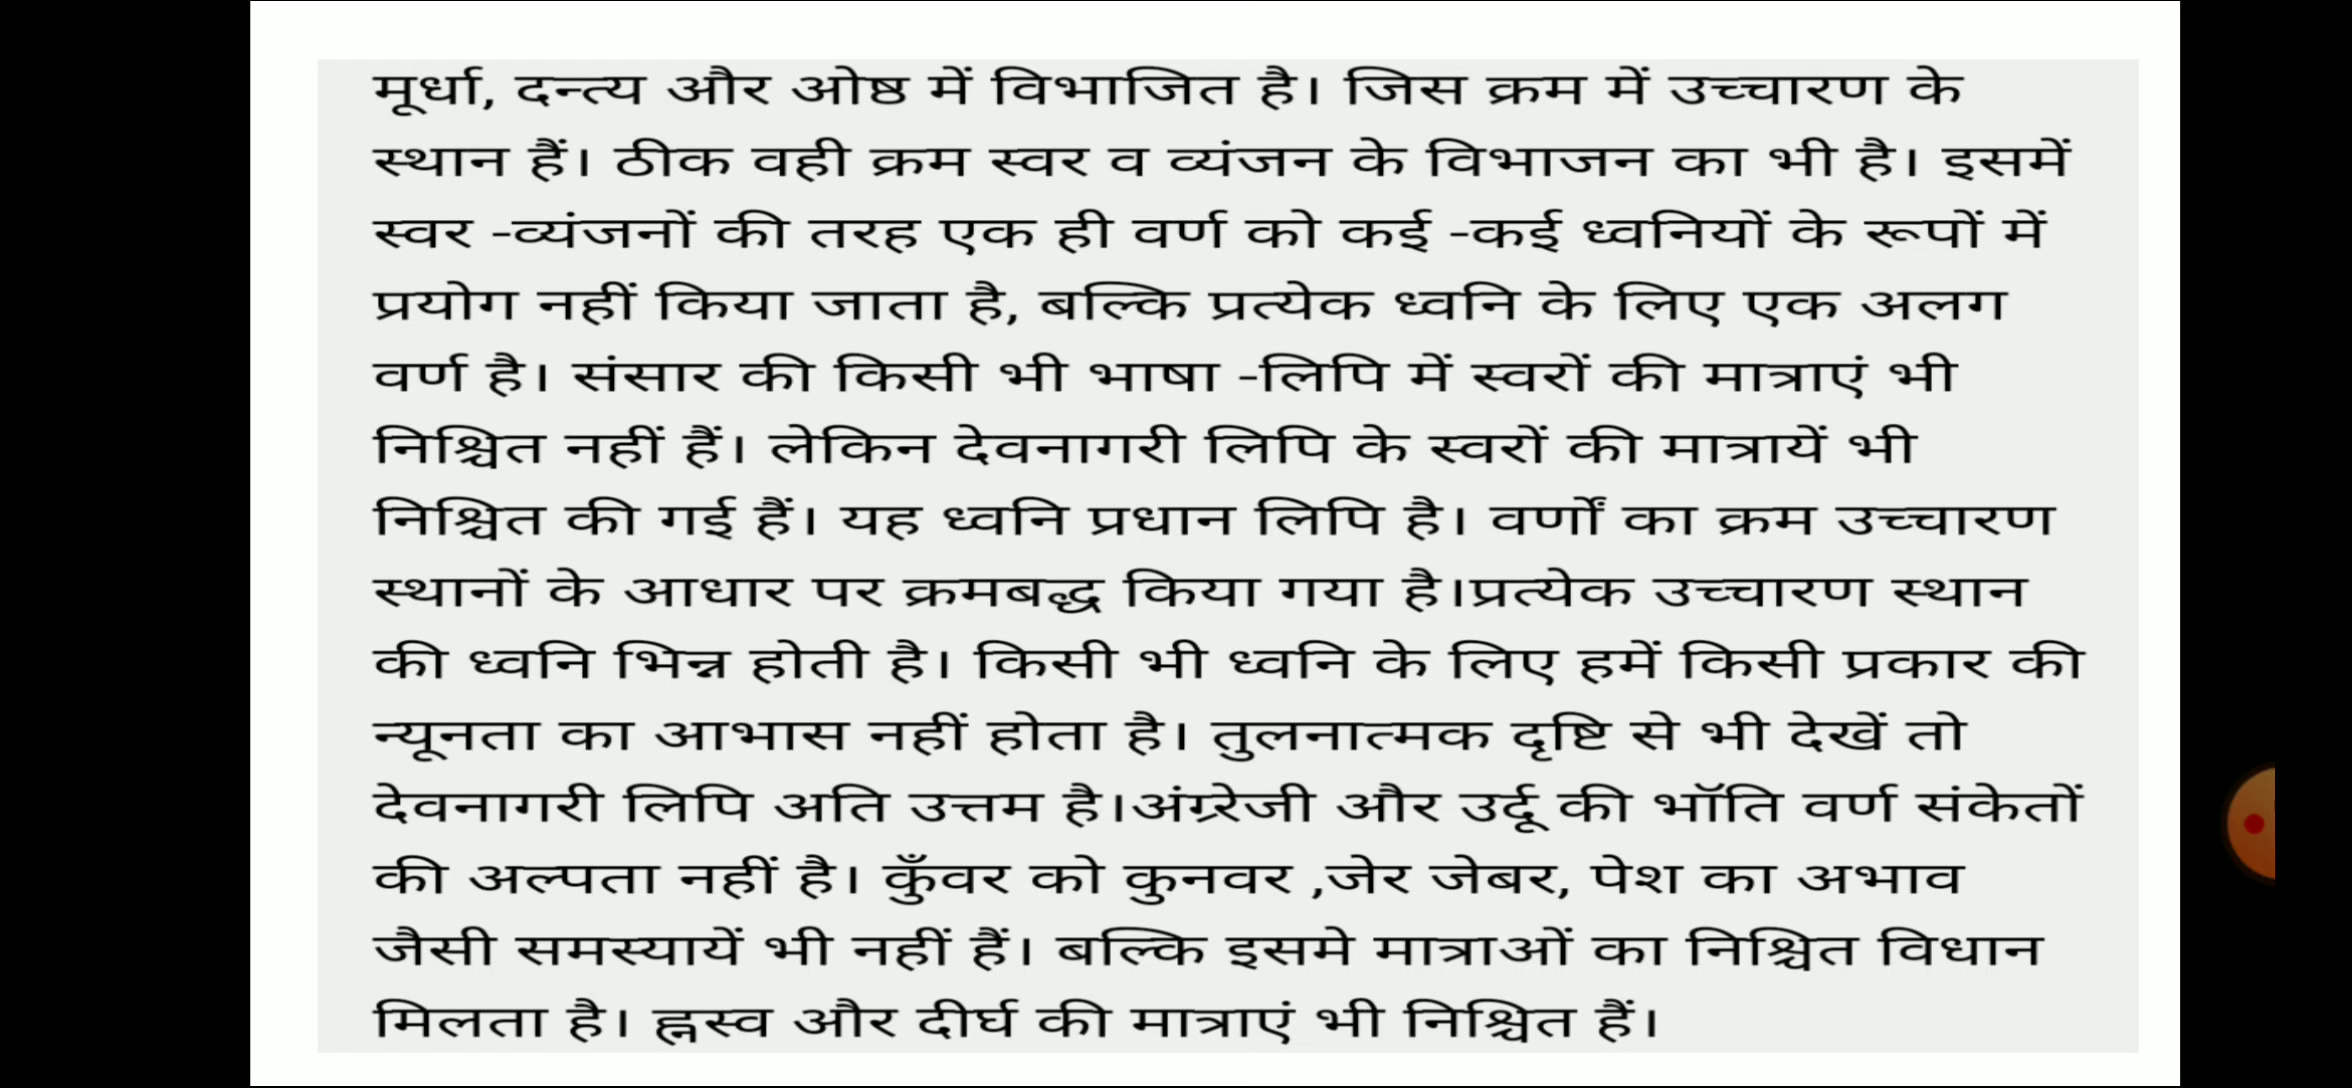 मूर्धा, दन्त्य और ओष्ठ में विभाजित है। जिस क्रम में उच्चारण के
स्थान हैं। ठीक वही क्रम स्वर व व्यंजन के विभाजन का भी है। इसमें
स्वर -व्यंजनों की तरह एक ही वर्ण को कई -कई ध्वनियों के रूपों में
प्रयोग नहीं किया जाता है, बल्कि प्रत्येक ध्वनि के लिए एक अलग
वर्ण है। संसार की किसी भी भाषा -लिपि में स्वरों की मात्राएं भी
निश्चित नहीं हैं। लेकिन देवनागरी लिपि के स्वरों की मात्रायें भी
निश्चित की गई हैं। यह ध्वनि प्रधान लिपि है। वर्णों का क्रम उच्चारण
स्थानों के आधार पर क्रमबद्ध किया गया है।प्रत्येक उच्चारण स्थान
की ध्वनि भिन्न होती है। किसी भी ध्वनि के लिए हमें किसी प्रकार की
न्यूनता का आभास नहीं होता है। तुलनात्मक दृष्टि से भी देखें तो
देवनागरी लिपि अति उत्तम है।अंग्र्रेजी और उर्दू की भॉति वर्ण संकेतों
की अल्पता नहीं है। कुँवर को कुनवर ,जेर जेबर, पेश का अभाव
जैसी समस्यायें भी नहीं हैं। बल्कि इसमे मात्राओं का निश्चित विधान
मिलता है। ह्नस्व और दीर्घ की मात्राएं भी निश्चित हैं।